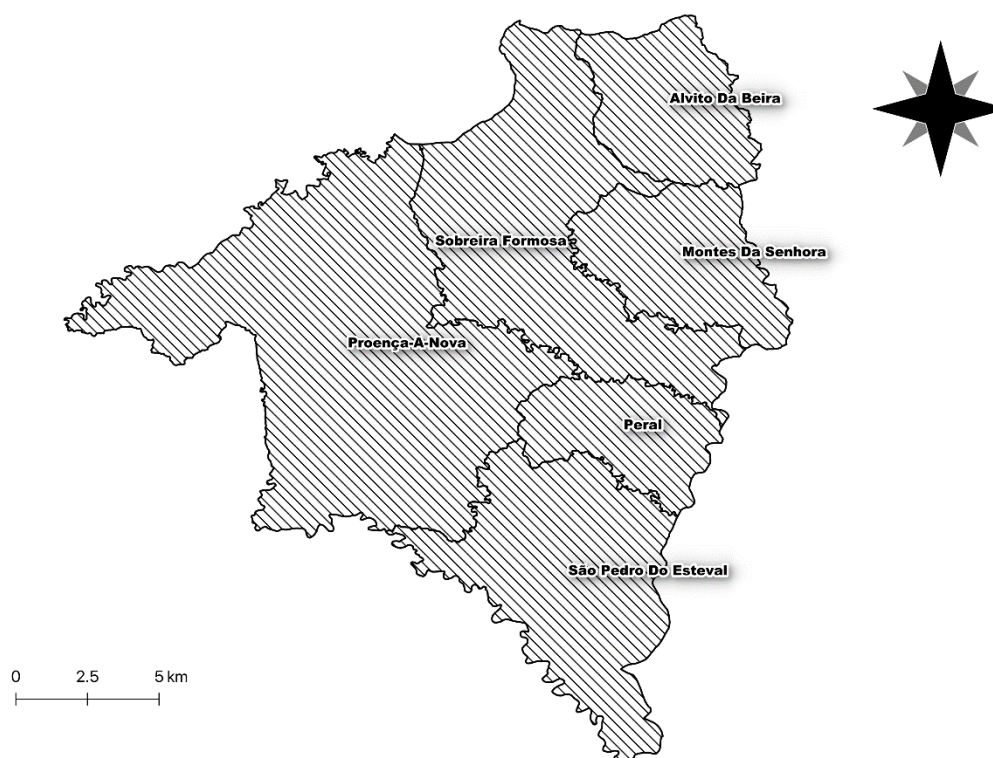 Alvito Da Beira
Sobreira Formosa
Montes Da Senhora
Proença-A-Nova
Peral
São Pedro Do Esteval
0 2.5 5 km